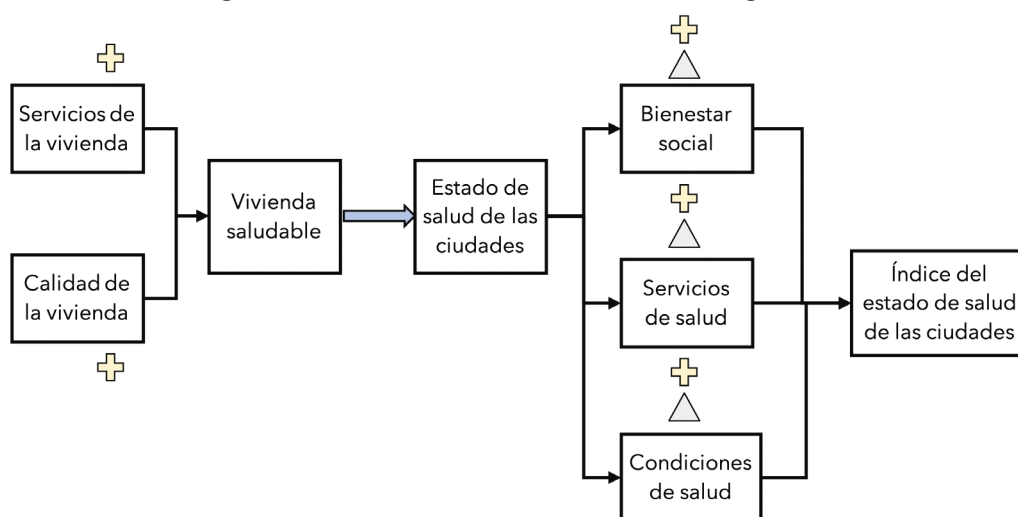 Servicios de
la vivienda
Calidad de
la vivienda
Vivienda
saludable
Estado de
salud de las
ciudades
Bienestar
social
Servicios
de salud
Condiciones
de salud
Índice del
estado de salud
de las ciudades